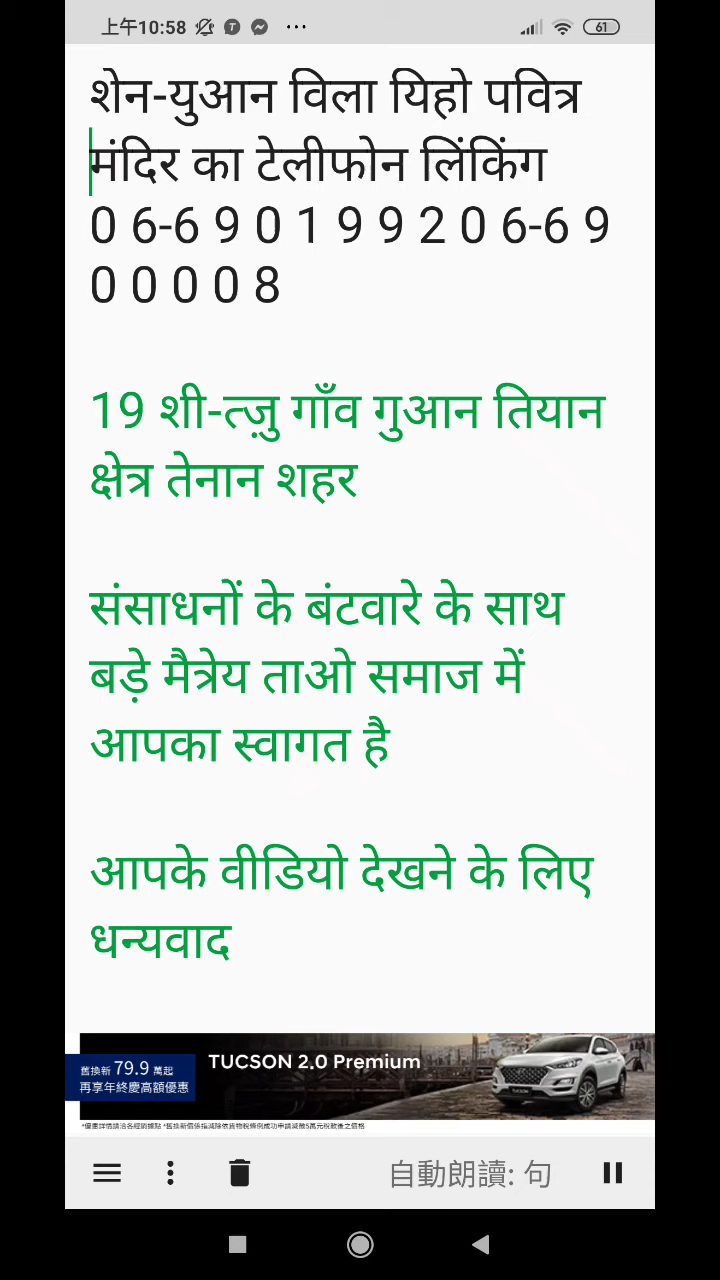 上午10:58 61
शेन-युआन विला यिहो पवित्र
मंदिर का टेलीफोन लिंकिंग
0 6-6 9 0 1 9 9 2 0 6-6 9
0 0 0 0 8
19 शी-त्ज़ु गाँव गुआन तियान
क्षेत्र तेनान शहर
संसाधनों के बंटवारे के साथ
बड़े मैत्रेय ताओ समाज में
आपका स्वागत है
आपके वीडियो देखने के लिए
धन्यवाद
TUCSON 2.0 Premium
舊換新 79.9 萬起
再享年終慶高額優惠
自動朗讀: 句